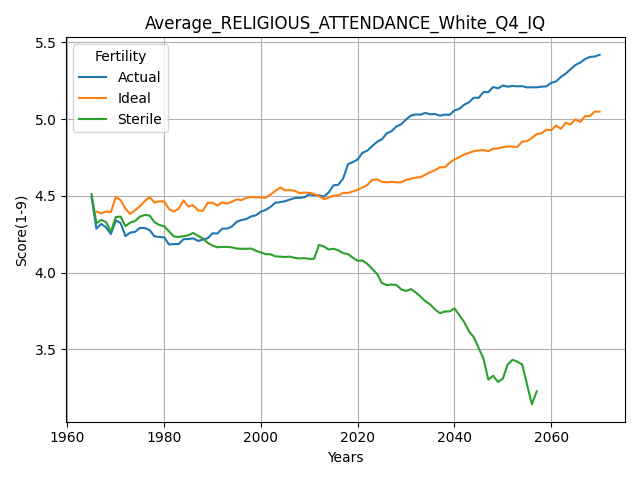 Average_RELIGIOUS_ATTENDANCE_White_Q4_IQ
Fertility
Actual
Ideal
Sterile
Score(1-9)
5.5
5.0
4.5
4.0
3.5
1960 1980 2000 2020 2040 2060
Years